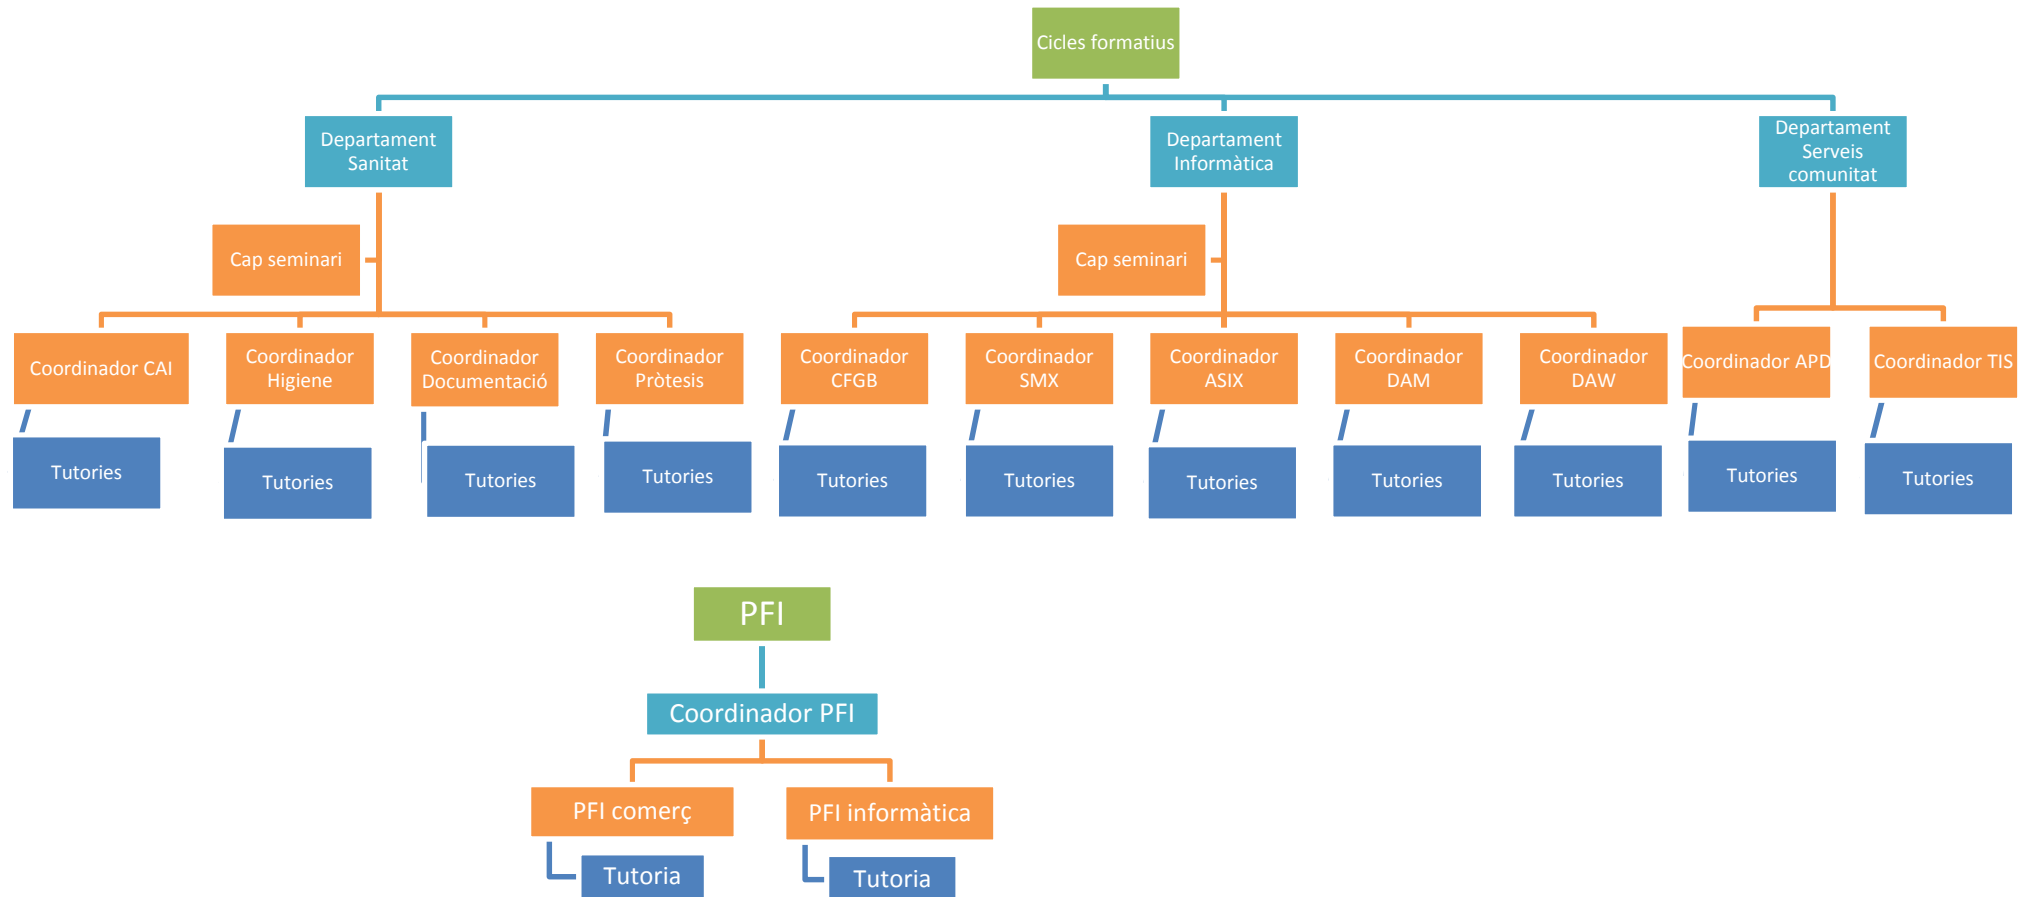 Cicles formatius
Departament
Sanitat
Departament
Informàtica
Departament
Serveis
comunitat
Cap seminari
Cap seminari
Coordinador CAI
Coordinador
Higiene
Coordinador
Documentació
Coordinador
Pròtesis
Coordinador
CFGB
Coordinador
SMX
Coordinador
ASIX
Coordinador
DAM
Coordinador
DAW
Coordinador APD
Coordinador TIS
Tutories
Tutories
Tutories
Tutories
Tutories
Tutories
Tutories
Tutories
Tutories
Tutories
Tutories
PFI
Coordinador PFI
PFI comerç
PFI informàtica
Tutoria
Tutoria